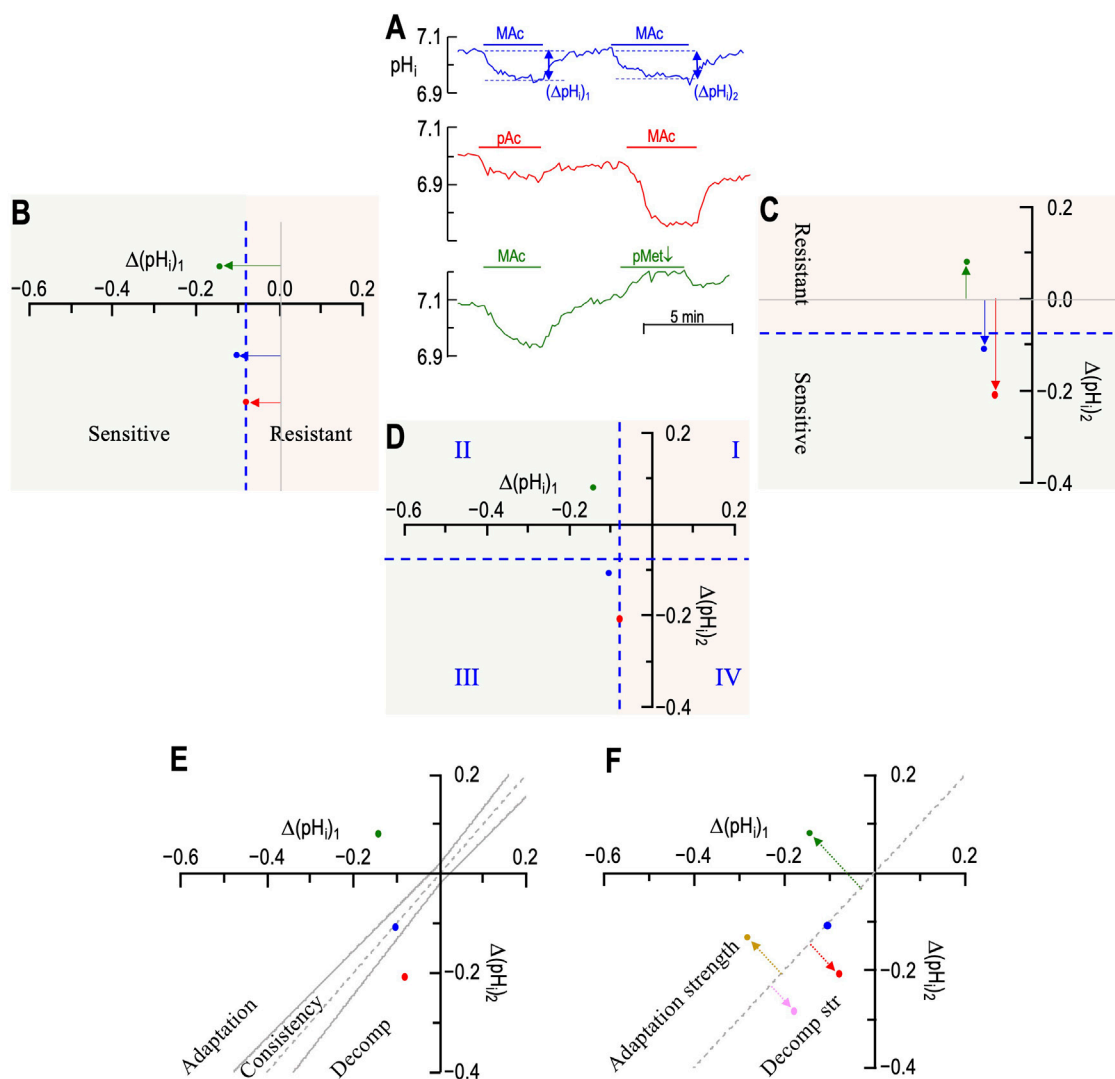 A
MAc MAc
7.1
pHi
6.9
(ΔpHi)1 (ΔpHi)2
7.1
pAc MAc
6.9
MAc pMet↓
7.1
5 min
6.9
B
Δ(pHi)1
−0.6 −0.4 −0.2 0.0 0.2
Sensitive Resistant
C
Resistant
Sensitive
0.2
0.0
−0.2
−0.4
Δ(pHi)2
D
II I
0.2
Δ(pHi)1
−0.6 −0.4 −0.2 0.2
−0.2
Δ(pHi)2
III IV
−0.4
E
0.2
Δ(pHi)1
−0.6 −0.4 −0.2 0.2
−0.2
Δ(pHi)2
Adaptation
Consistency
Decomp
−0.4
F
0.2
Δ(pHi)1
−0.6 −0.4 −0.2 0.2
−0.2
Δ(pHi)2
Adaptation strength
Decomp str
−0.4